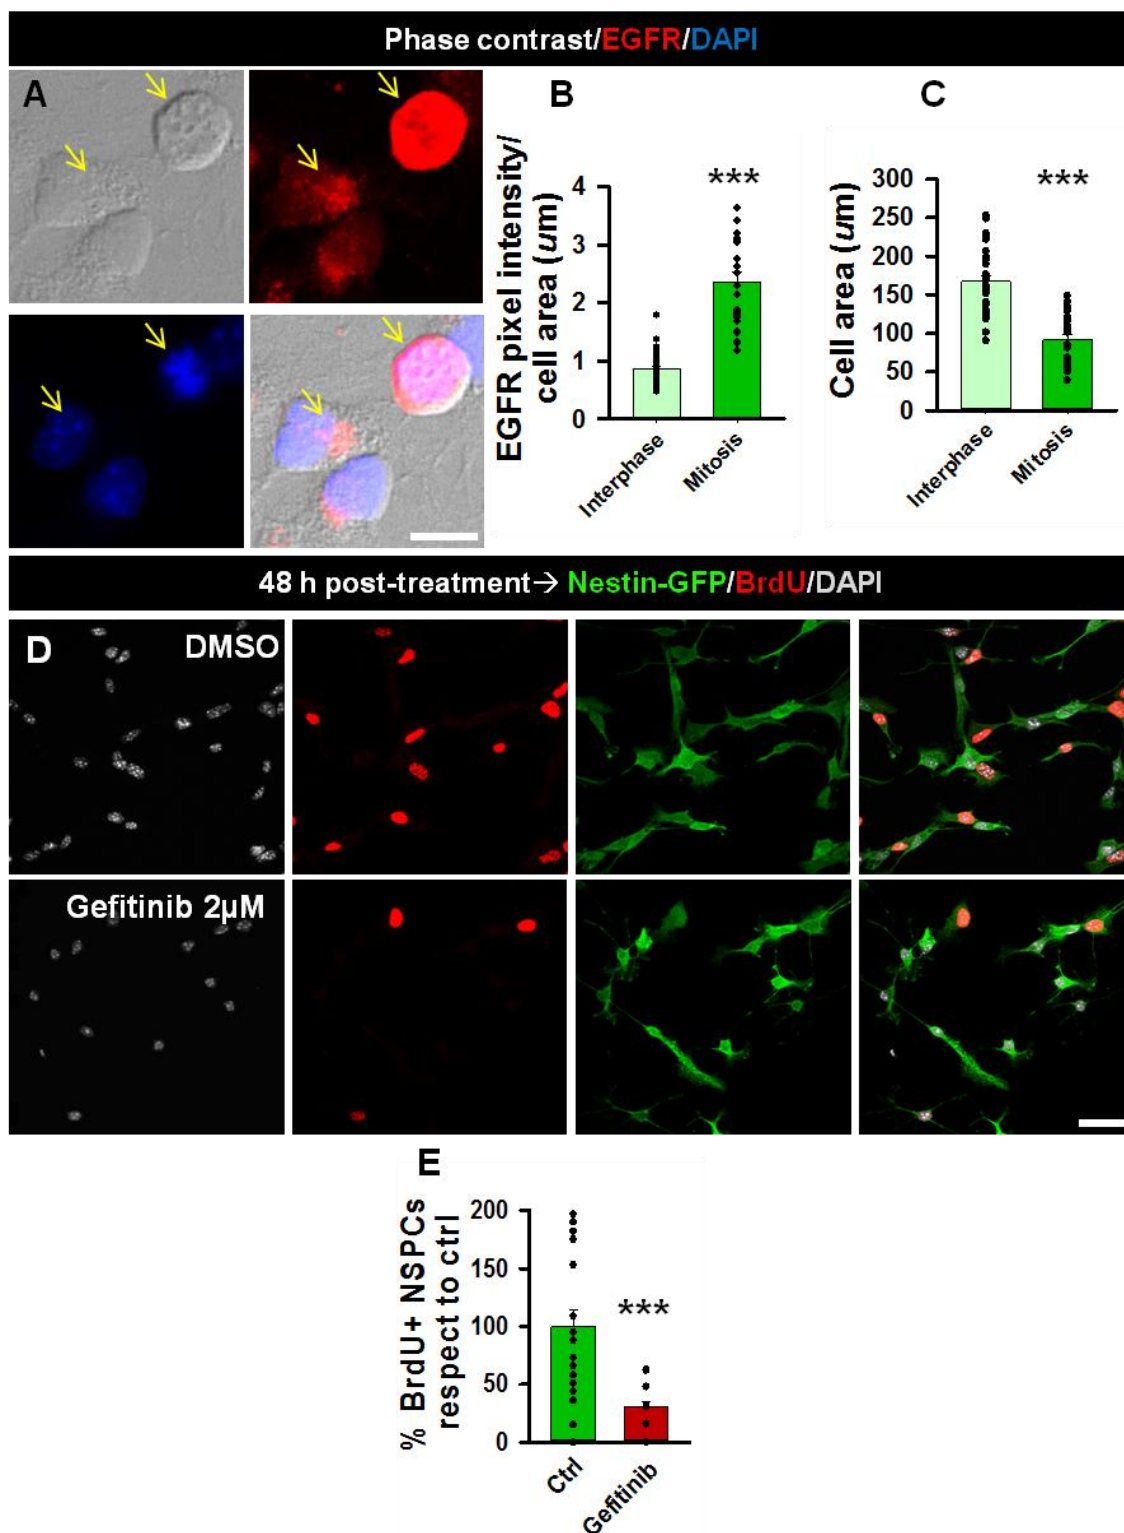 Phase contrast/EGFR/DAPI
A
B
EGFR pixel intensity/
cell area (um)
4
3
2
1
0
***
Interphase
Mitosis
C
Cell area (um)
300
250
200
150
100
50
0
***
Interphase
Mitosis
48 h post-treatment→ Nestin-GFP/BrdU/DAPI
D
DMSO
Gefitinib 2µM
E
% BrdU+ NSPCs
respect to ctrl
200
150
100
50
0
***
Ctrl
Gefitinib